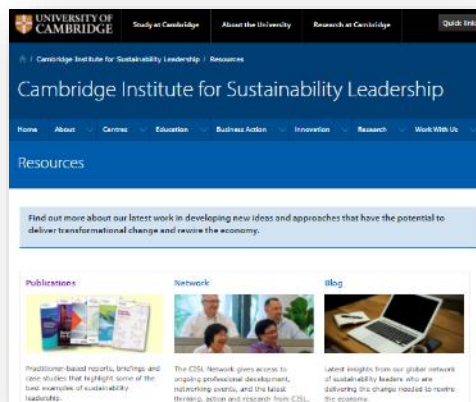 UNIVERSITY OF
CAMBRIDGE
Study at Cambridge
About the University
Research at Cambridge
Quick link
/ Cambridge Institute for Sustainability Leadership / Resources
Cambridge Institute for Sustainability Leadership
Home
About
Centres
Education
Business Action
Innovation
Research
Work With Us
Resources
Find out more about our latest work in developing new ideas and approaches that have the potential to
deliver transformational change and rewire the economy.
Publications
Practitioner-based reports, briefings and
case studies that highlight some of the
best examples of sustainability
leadership.
Network
The CISL Network gives access to
ongoing professional development,
networking events, and the latest
thinking, action and research from CISL.
Blog
Latest insights from our global network
of sustainability leaders who are
delivering the changes needed to rewire
the economy.